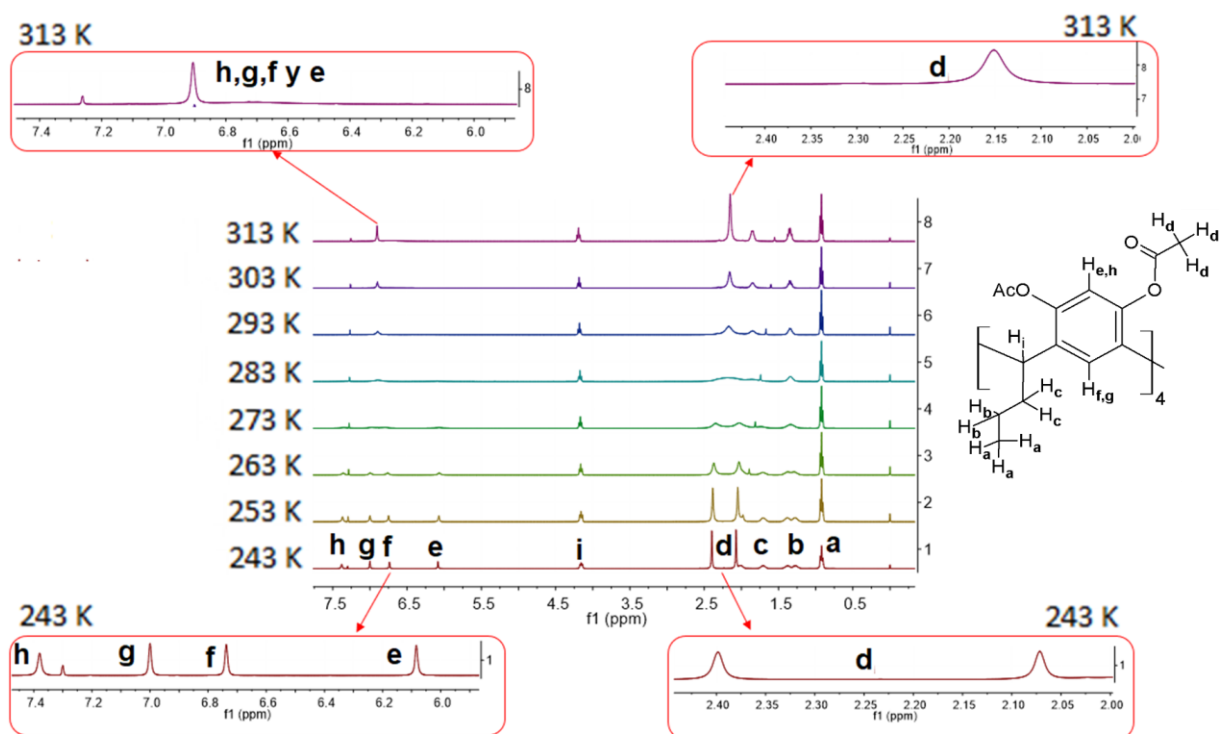 313 K
h,g,f y e
8
7.4 7.2 7.0 6.8 6.6 6.4 6.2 6.0
f1 (ppm)
313 K
d
8
7
2.40 2.35 2.30 2.25 2.20 2.15 2.10 2.05
f1 (ppm)
313 K
303 K
293 K
283 K
273 K
263 K
253 K
243 K
8
7
6
5
4
3
2
1
h g f e i d c b a
7.5 6.5 5.5 4.5 3.5 2.5 1.5 0.5
f1 (ppm)
Hd
Hd
O
Hd
He,h
O
AcO
Hi
Hc
Hf,g
4
Hb
Hc
Hb
Ha
Ha
Ha
243 K
h g f e
1
7.4 7.2 7.0 6.8 6.6 6.4 6.2 6.0
f1 (ppm)
243 K
d
1
2.40 2.35 2.30 2.25 2.20 2.15 2.10 2.05 2.00
f1 (ppm)